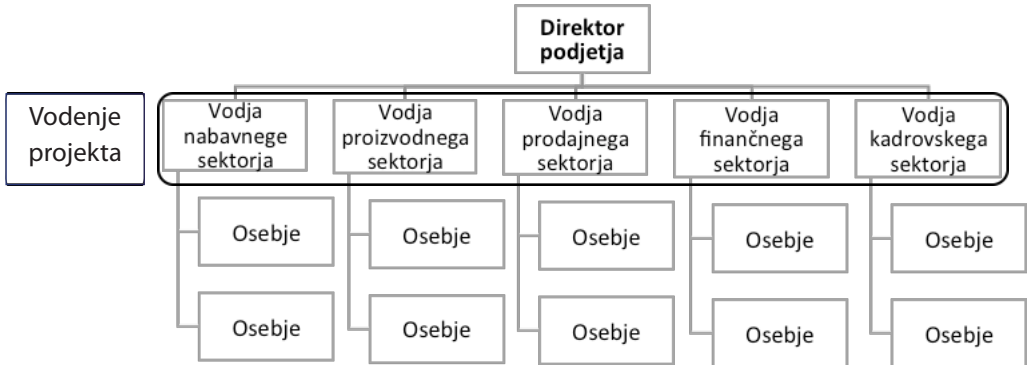 Direktor
podjetja
Vodenje
projekta
Vodja
nabavnege
sektorja
Vodja
proizvodnega
sektorja
Vodja
prodajnega
sektorja
Vodja
finančnega
sektorja
Vodja
kadrovskega
sektorja
Osebje
Osebje
Osebje
Osebje
Osebje
Osebje
Osebje
Osebje
Osebje
Osebje